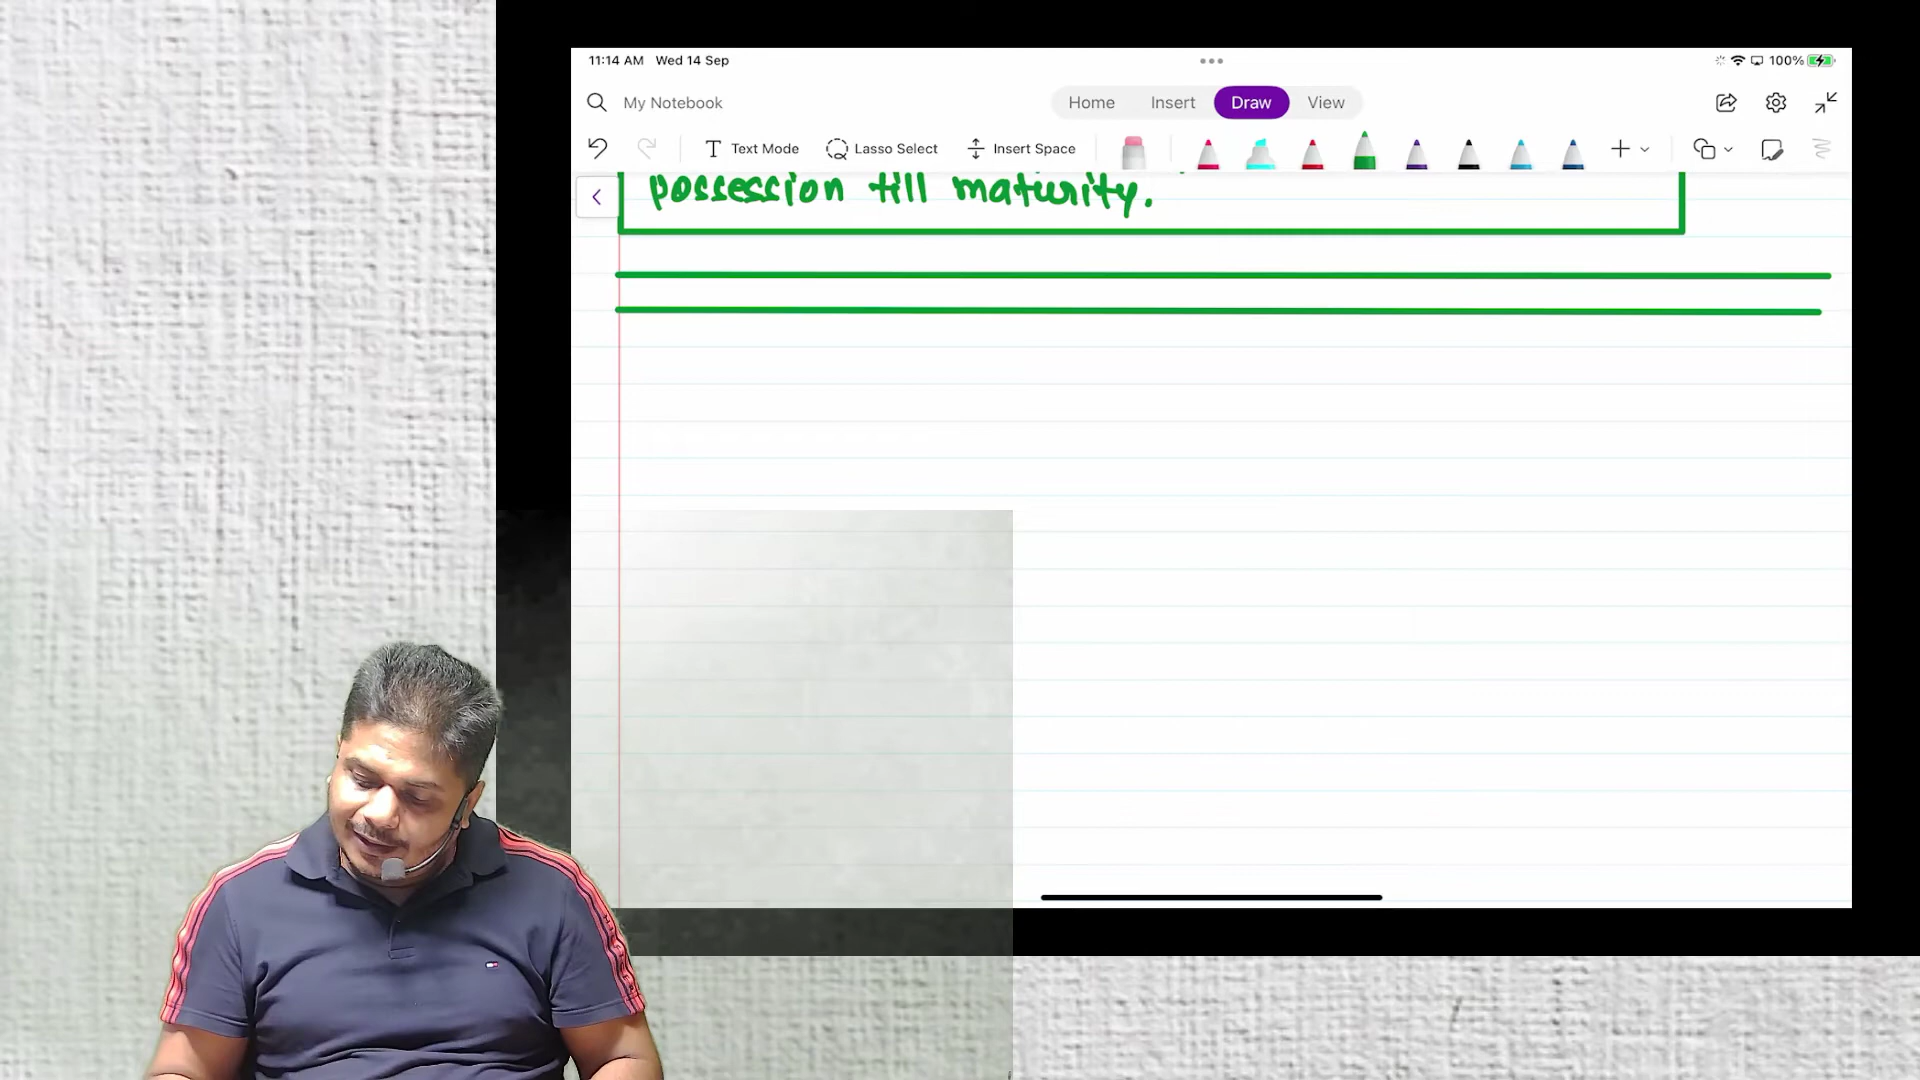 11:14 AM Wed 14 Sep
100%
My Notebook
Home Insert Draw View
Text Mode Lasso Select Insert Space
possession till maturity.